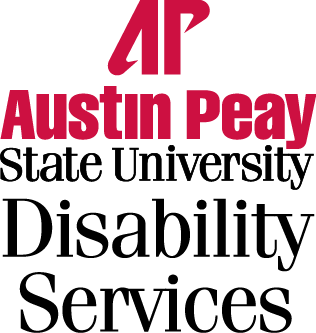 AP
Austin Peay
State University
Disability
Services